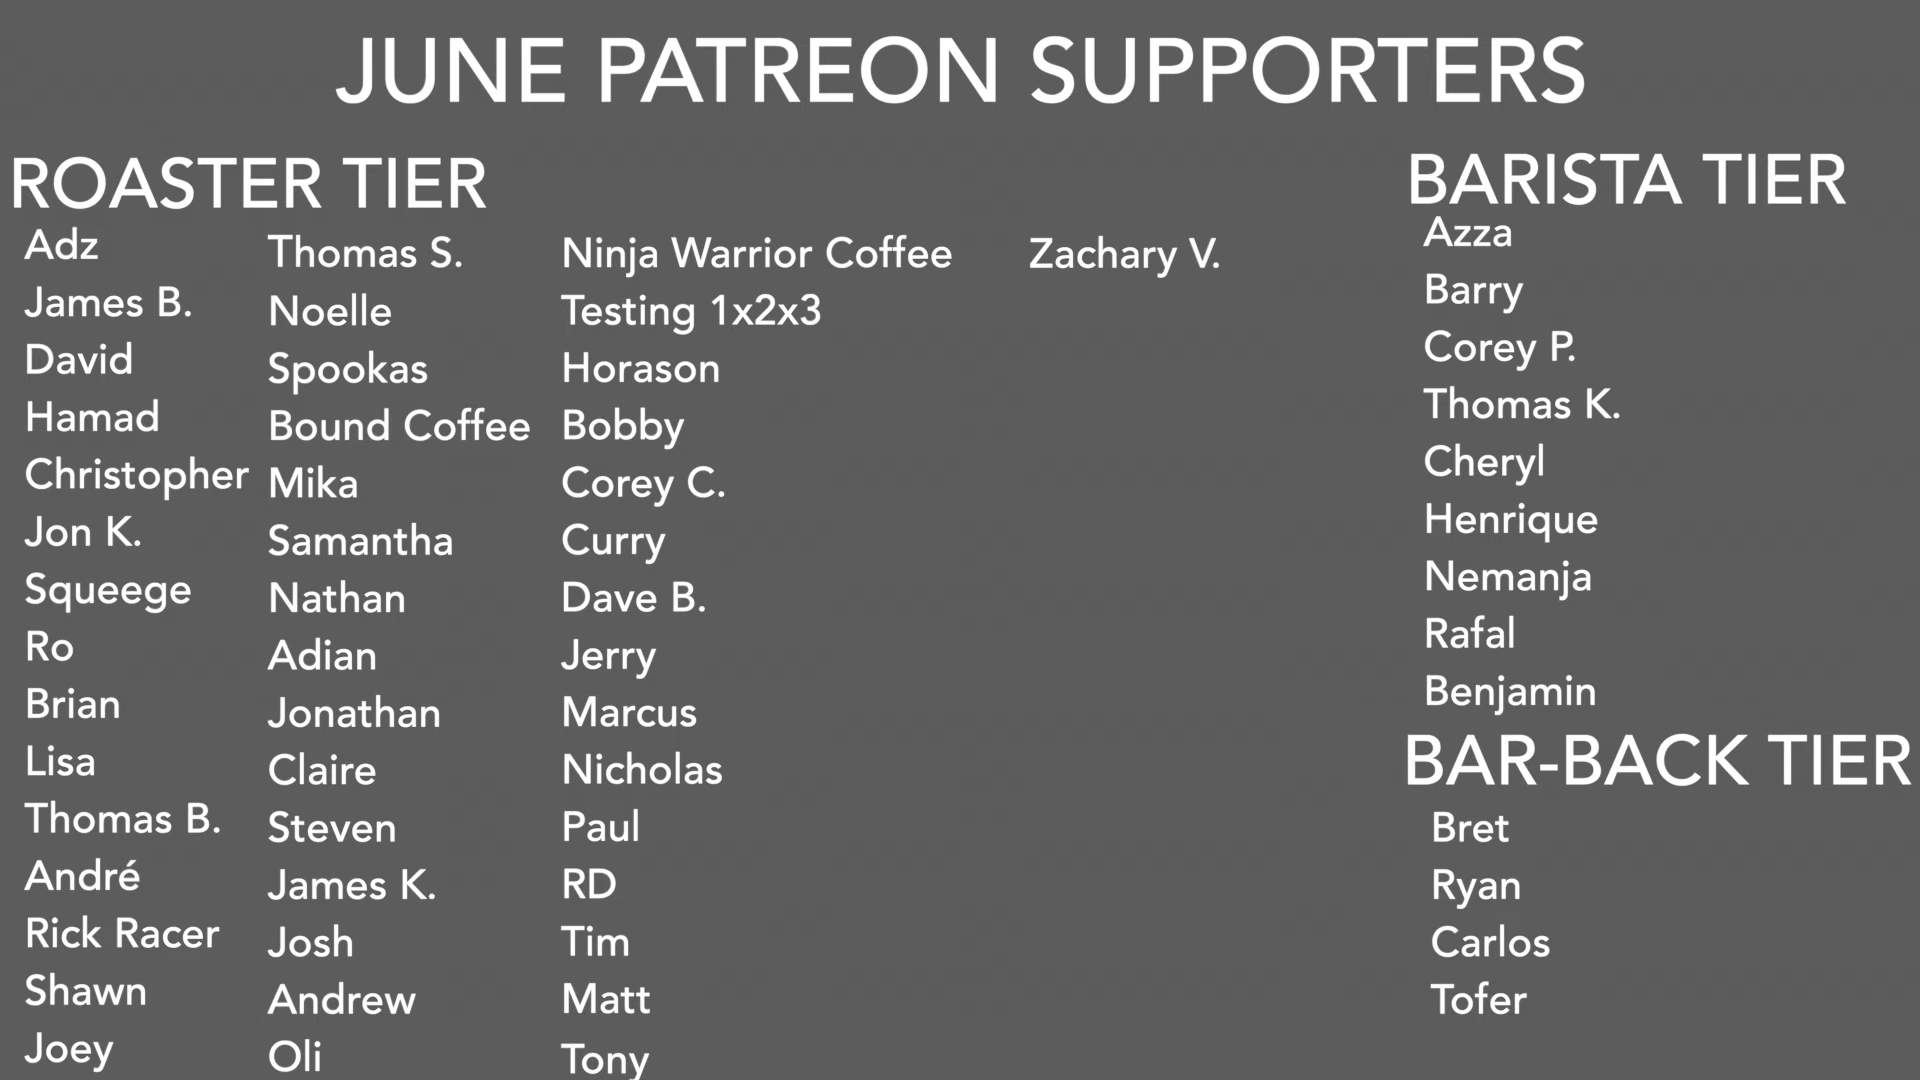 JUNE PATREON SUPPORTERS
ROASTER TIER
Adz
James B.
David
Hamad
Christopher
Jon K.
Squeege
Ro
Brian
Lisa
Thomas B.
André
Rick Racer
Shawn
Joey
Thomas S.
Noelle
Spookas
Bound Coffee
Mika
Samantha
Nathan
Adian
Jonathan
Claire
Steven
James K.
Josh
Andrew
Oli
Ninja Warrior Coffee
Testing 1x2x3
Horason
Bobby
Corey C.
Curry
Dave B.
Jerry
Marcus
Nicholas
Paul
RD
Tim
Matt
Tony
Zachary V.
BARISTA TIER
Azza
Barry
Corey P.
Thomas K.
Cheryl
Henrique
Nemanja
Rafal
Benjamin
BAR-BACK TIER
Bret
Ryan
Carlos
Tofer